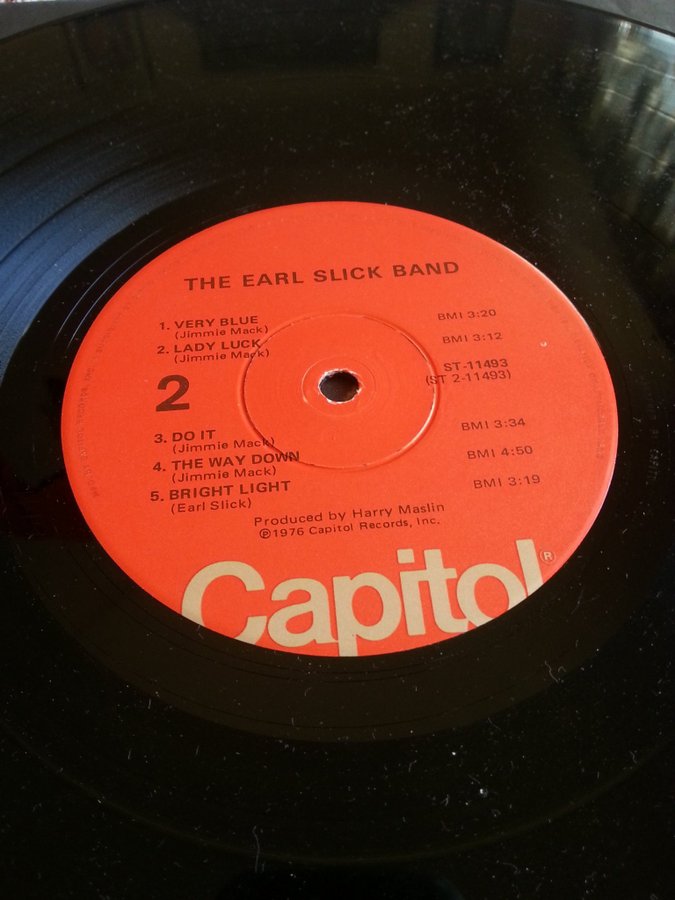 THE EARL SLICK BAND
1. VERY BLUE BMI 3:20
(Jimmie Mack)
2. LADY LUCK BMI 3:12
(Jimmie Mack)
ST-11493
(ST 2-11493)
2
3. DO IT BMI 3:34
(Jimmie Mack)
4. THE WAY DOWN BMI 4:50
(Jimmie Mack)
5. BRIGHT LIGHT BMI 3:19
(Earl Slick)
Produced by Harry Maslin
℗1976 Capitol Records, Inc.
Capitol®